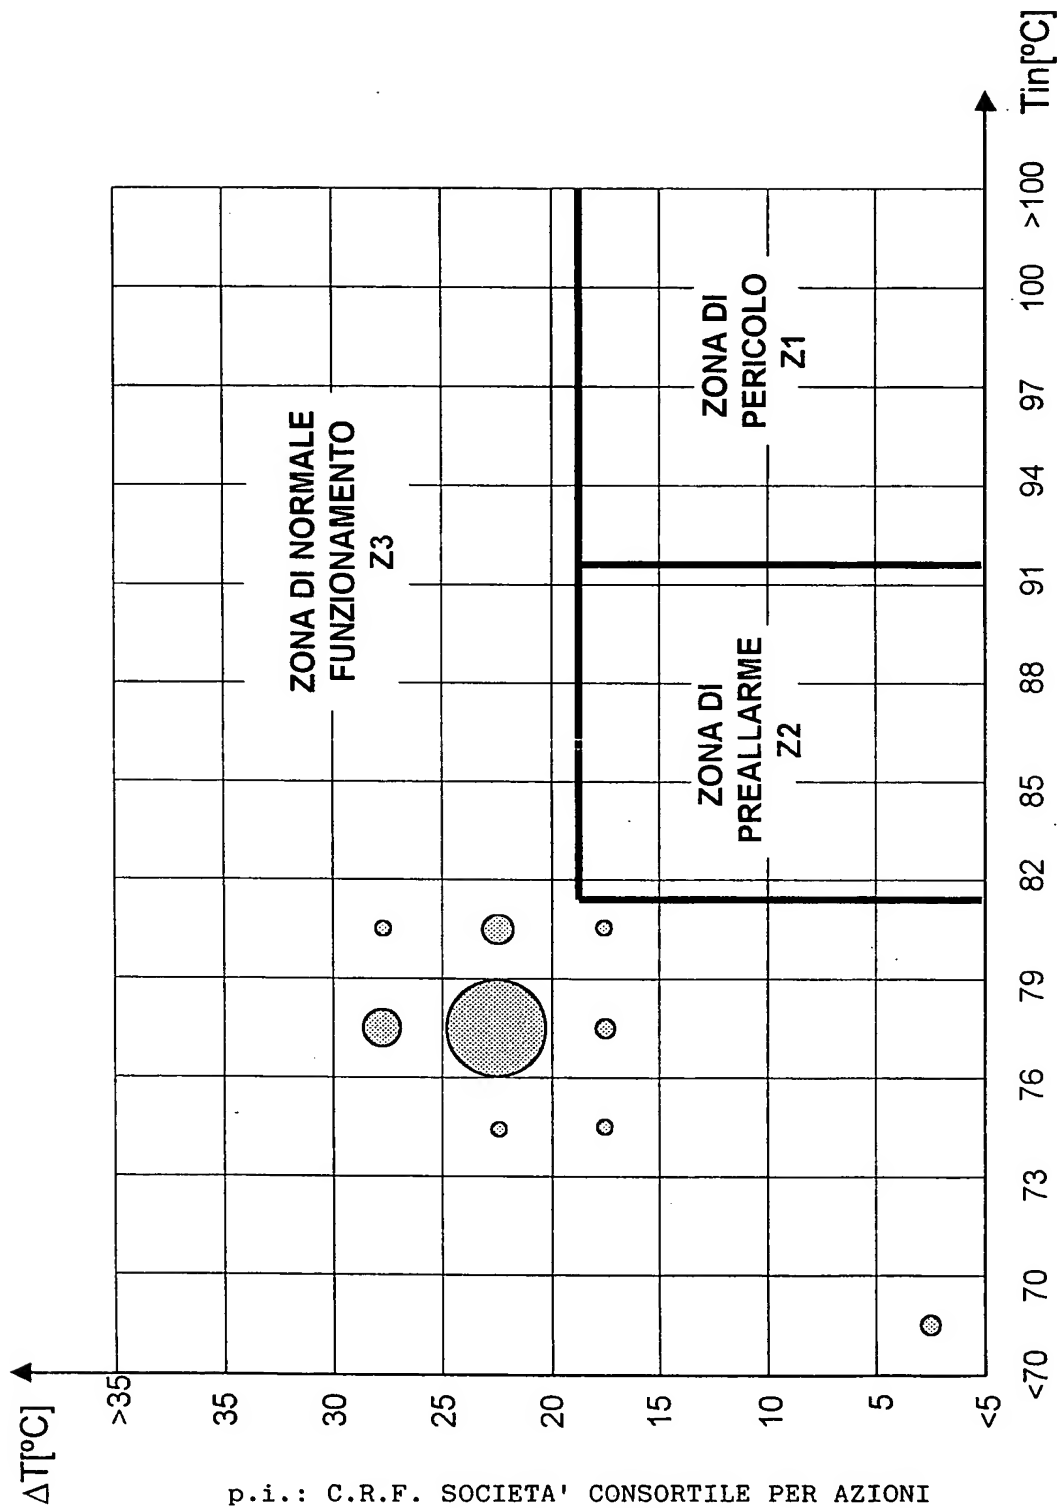 ΔT[ºC]
>35
35
30
25
20
15
10
5
<5
<70
70
73
76
79
82
85
88
91
94
97
100
>100
Tin[ºC]
ZONA DI NORMALE
FUNZIONAMENTO
Z3
ZONA DI
PREALLARME
Z2
ZONA DI
PERICOLO
Z1
p.i.: C.R.F. SOCIETA' CONSORTILE PER AZIONI